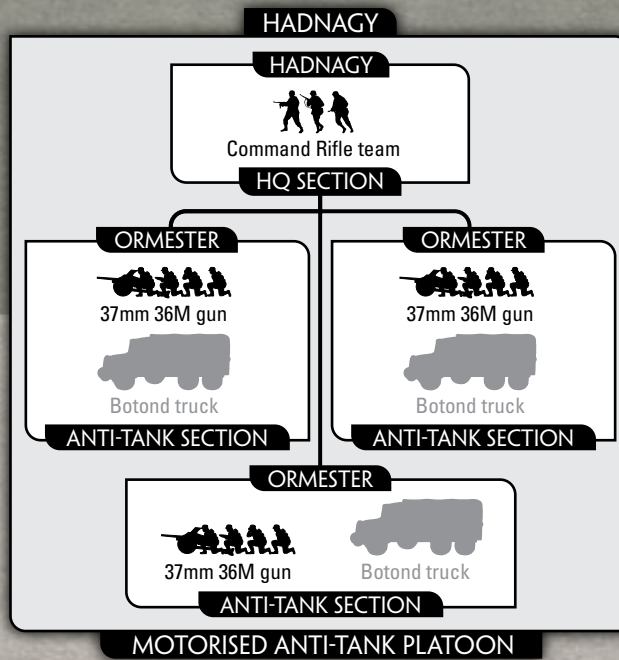 HADNAGY
HADNAGY
Command Rifle team
HQ SECTION
ORMESTER
37mm 36M gun
Botond truck
ANTI-TANK SECTION
ORMESTER
37mm 36M gun
Botond truck
ANTI-TANK SECTION
ORMESTER
37mm 36M gun
Botond truck
ANTI-TANK SECTION
MOTORISED ANTI-TANK PLATOON